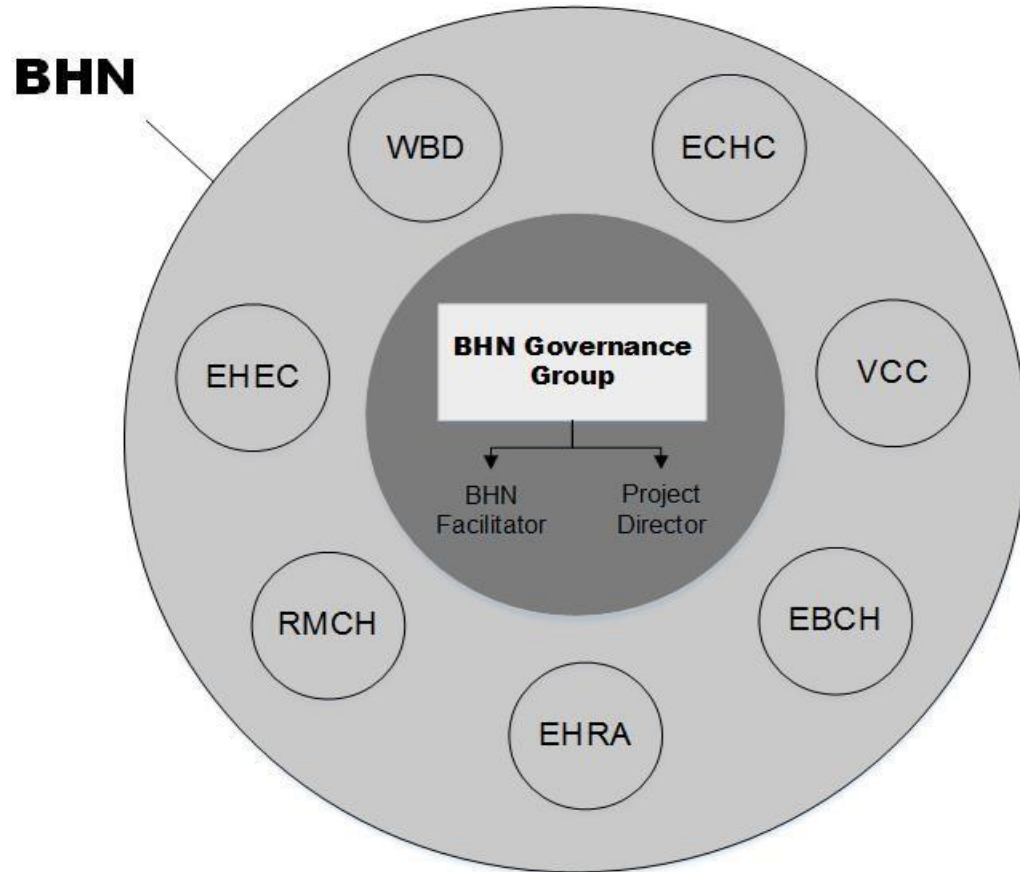 BHN
WBD
ECHC
EHEC
VCC
BHN Governance
Group
BHN
Facilitator
Project
Director
RMCH
EBCH
EHRA